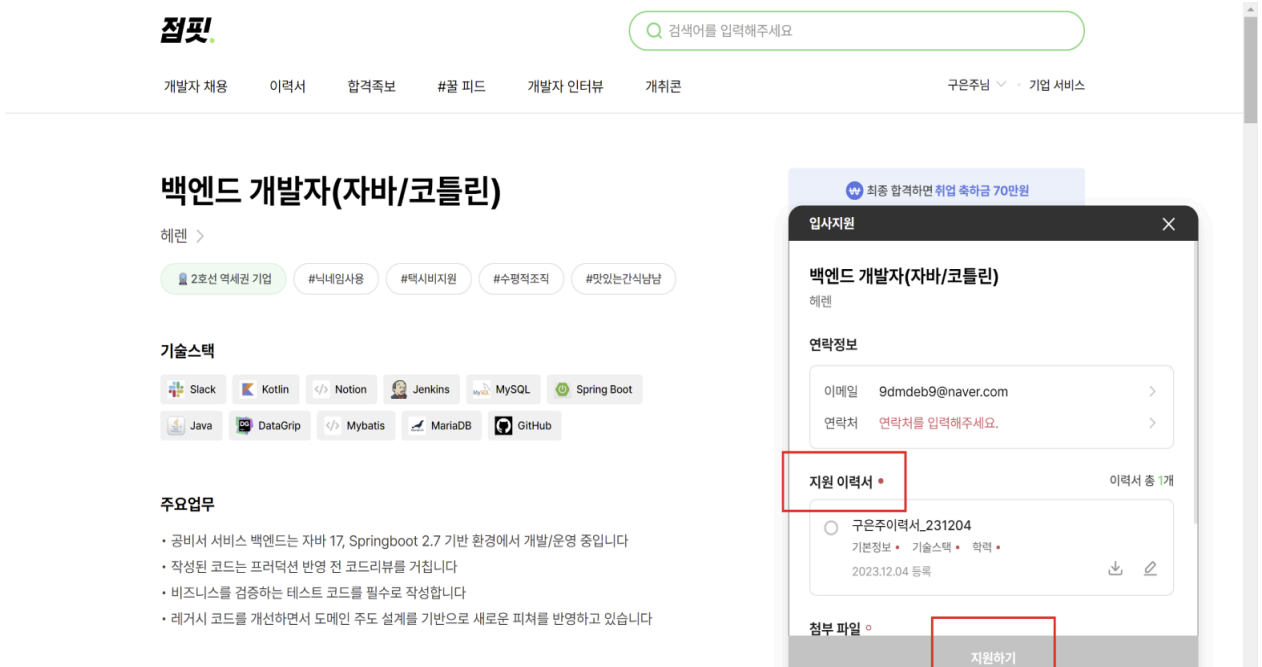 점핏.
검색어를 입력해주세요
개발자 채용 이력서 합격족보 #꿀 피드 개발자 인터뷰 개취콘 구은주님 · 기업 서비스
백엔드 개발자(자바/코틀린)
헤렌
2호선 역세권 기업 #닉네임사용 #택시비지원 #수평적조직 #맛있는간식냠냠
기술스택
Slack Kotlin Notion Jenkins MySQL Spring Boot
Java DataGrip Mybatis MariaDB GitHub
주요업무
• 공비서 서비스 백엔드는 자바 17, Springboot 2.7 기반 환경에서 개발/운영 중입니다
• 작성된 코드는 프러덕션 반영 전 코드리뷰를 거칩니다
• 비즈니스를 검증하는 테스트 코드를 필수로 작성합니다
• 레거시 코드를 개선하면서 도메인 주도 설계를 기반으로 새로운 피쳐를 반영하고 있습니다
최종 합격하면 취업 축하금 70만원
입사지원
백엔드 개발자(자바/코틀린)
헤렌
연락정보
이메일 9dmdeb9@naver.com
연락처 연락처를 입력해주세요.
지원 이력서 • 이력서 총 1개
구은주이력서_231204
기본정보 • 기술스택 • 학력 •
2023.12.04 등록
첨부 파일
지원하기